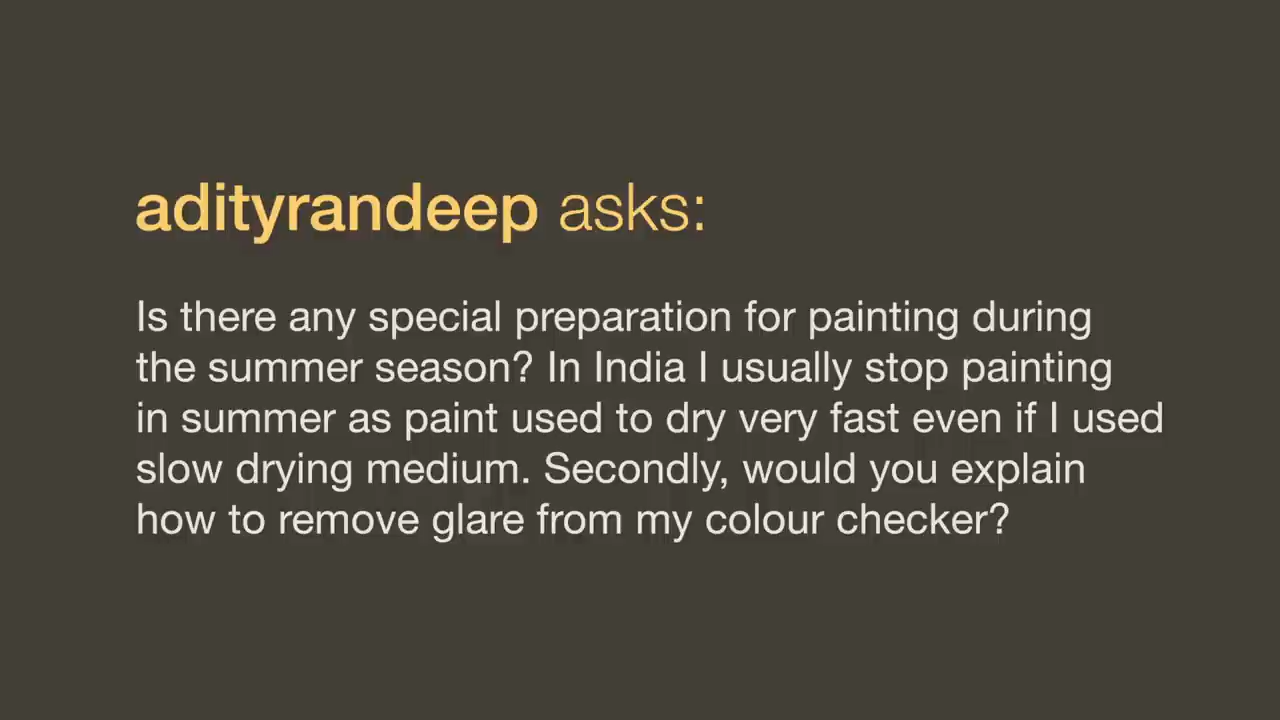 adityrandeep asks:
Is there any special preparation for painting during
the summer season? In India I usually stop painting
in summer as paint used to dry very fast even if I used
slow drying medium. Secondly, would you explain
how to remove glare from my colour checker?